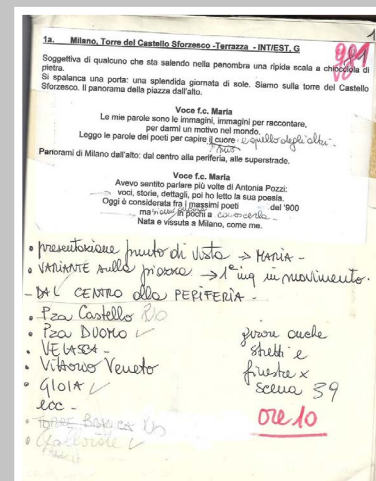 1
981
1a. Milano, Torre del Castello Sforzesco -Terrazza - INT/EST. G
Soggettiva di qualcuno che sta salendo nella penombra una ripida scala a chiocciola di
pietra.
Si spalanca una porta: una splendida giornata di sole. Siamo sulla torre del Castello
Sforzesco. Il panorama della piazza dall'alto.
Voce f.c. Maria
Le mie parole sono le immagini, immagini per raccontare,
per darmi un motivo nel mondo.
Leggo le parole dei poeti per capire il cuore e quello degli altri.
mio
Panorami di Milano dall'alto: dal centro alla periferia, alle superstrade.
Voce f.c. Maria
Avevo sentito parlare più volte di Antonia Pozzi:
voci, storie, dettagli, poi ho letto la sua poesia.
Oggi è considerata fra i massimi poeti del '900
ma in pochi a conoscerla.
Nata e vissuta a Milano, come me.
• presentazione punto di vista → MARIA -
• VARIANTE sulla piazza → 1ª inq in movimento.
- DAL CENTRO alla PERIFERIA -
• Pza Castello
• Pza DUOMO ✓
• VELASCA -
• Vittorio Veneto
• GIOIA ✓
ecc -
girare anche
stretti e
finestre x
scena 39
ore 10